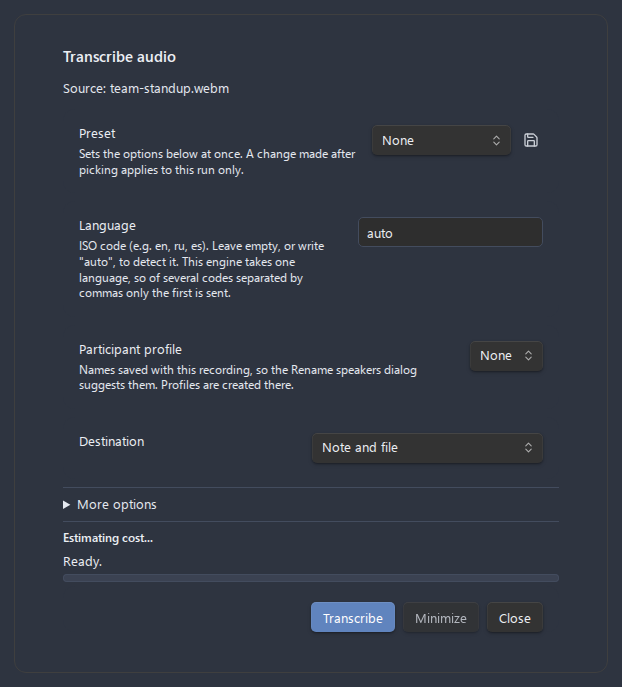 Transcribe audio
Source: team-standup.webm
Preset
None
Sets the options below at once. A change made after
picking applies to this run only.
Language
auto
ISO code (e.g. en, ru, es). Leave empty, or write
"auto", to detect it. This engine takes one
language, so of several codes separated by
commas only the first is sent.
Participant profile
None
Names saved with this recording, so the Rename speakers dialog
suggests them. Profiles are created there.
Destination
Note and file
More options
Estimating cost...
Ready.
Transcribe
Minimize
Close